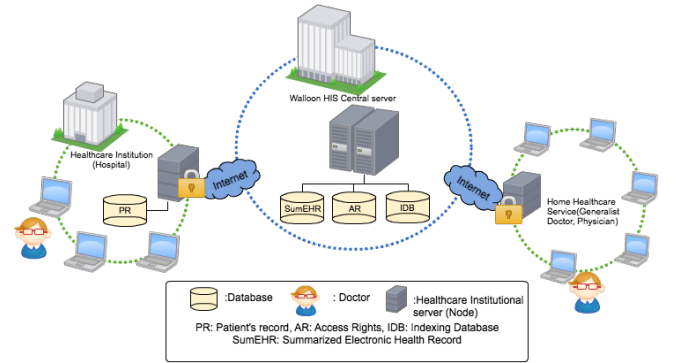 Walloon HIS Central server
Healthcare Institution
(Hospital)
Internet
Internet
PR
SumEHR
AR
IDB
Home Healthcare
Service(Generalist
Doctor, Physician)
:Database
: Doctor
:Healthcare Institutional
server (Node)
PR: Patient's record, AR: Access Rights, IDB: Indexing Database
SumEHR: Summarized Electronic Health Record